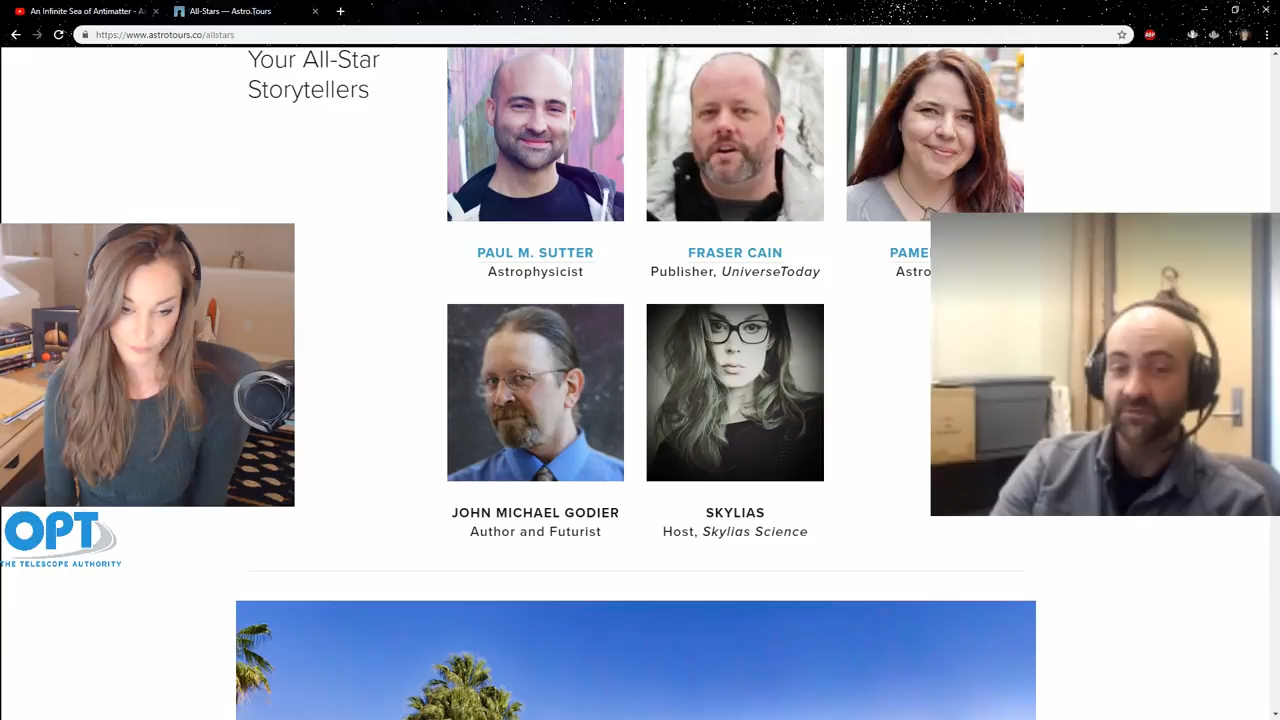 An Infinite Sea of Antimatter - As
All-Stars — Astro.Tours
https://www.astrotours.co/allstars
ABP
Your All-Star
Storytellers
PAUL M. SUTTER
Astrophysicist
FRASER CAIN
Publisher, UniverseToday
PAME
Astro
JOHN MICHAEL GODIER
Author and Futurist
SKYLIAS
Host, Skylias Science
OPT
THE TELESCOPE AUTHORITY